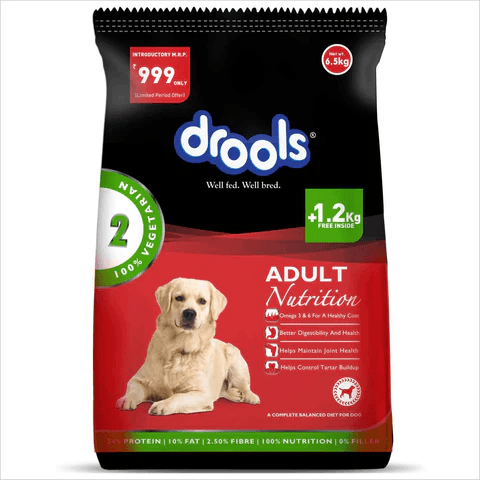 INTRODUCTORY M.R.P.
₹ 999 ONLY
(Limited Period Offer)
Net wt.
6.5kg
drools®
Well fed. Well bred.
+1.2Kg
FREE INSIDE
2
100% VEGETARIAN
ADULT
Nutrition
Omega 3 & 6 For A Healthy Coat
Better Digestibility And Health
Helps Maintain Joint Health
Helps Control Tartar Buildup
A COMPLETE BALANCED DIET FOR DOG
PROTEIN | 10% FAT | 2.50% FIBRE | 100% NUTRITION | 0% FILLER